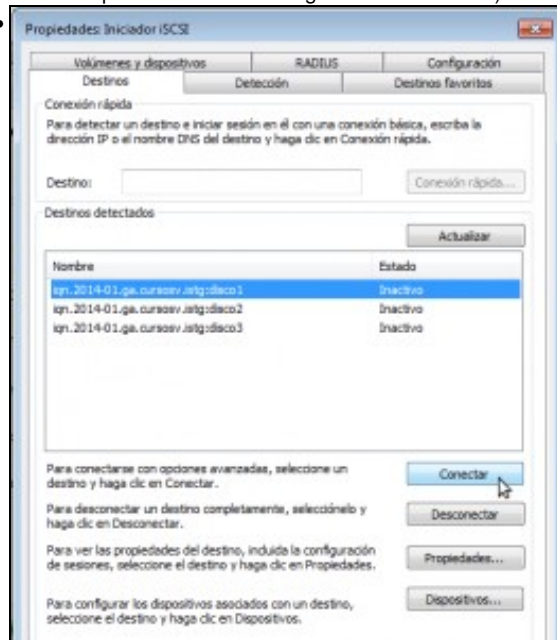 Propiedades: Iniciador iSCSI
Volúmenes y dispositivos RADIUS Configuración
Destinos Detección Destinos favoritos
Conexión rápida
Para detectar un destino e iniciar sesión en él con una conexión básica, escriba la
dirección IP o el nombre DNS del destino y haga clic en Conexión rápida.
Destino: Conexión rápida...
Destinos detectados
Actualizar
Nombre Estado
iqn.2014-01.ga.cursosv.istg:disco1 Inactivo
iqn.2014-01.ga.cursosv.istg:disco2 Inactivo
iqn.2014-01.ga.cursosv.istg:disco3 Inactivo
Para conectarse con opciones avanzadas, seleccione un
destino y haga clic en Conectar.
Conectar
Para desconectar un destino completamente, selecciónelo y
haga clic en Desconectar.
Desconectar
Para ver las propiedades del destino, incluida la configuración
de sesiones, seleccione el destino y haga clic en Propiedades.
Propiedades...
Para configurar los dispositivos asociados con un destino,
seleccione el destino y haga clic en Dispositivos.
Dispositivos...